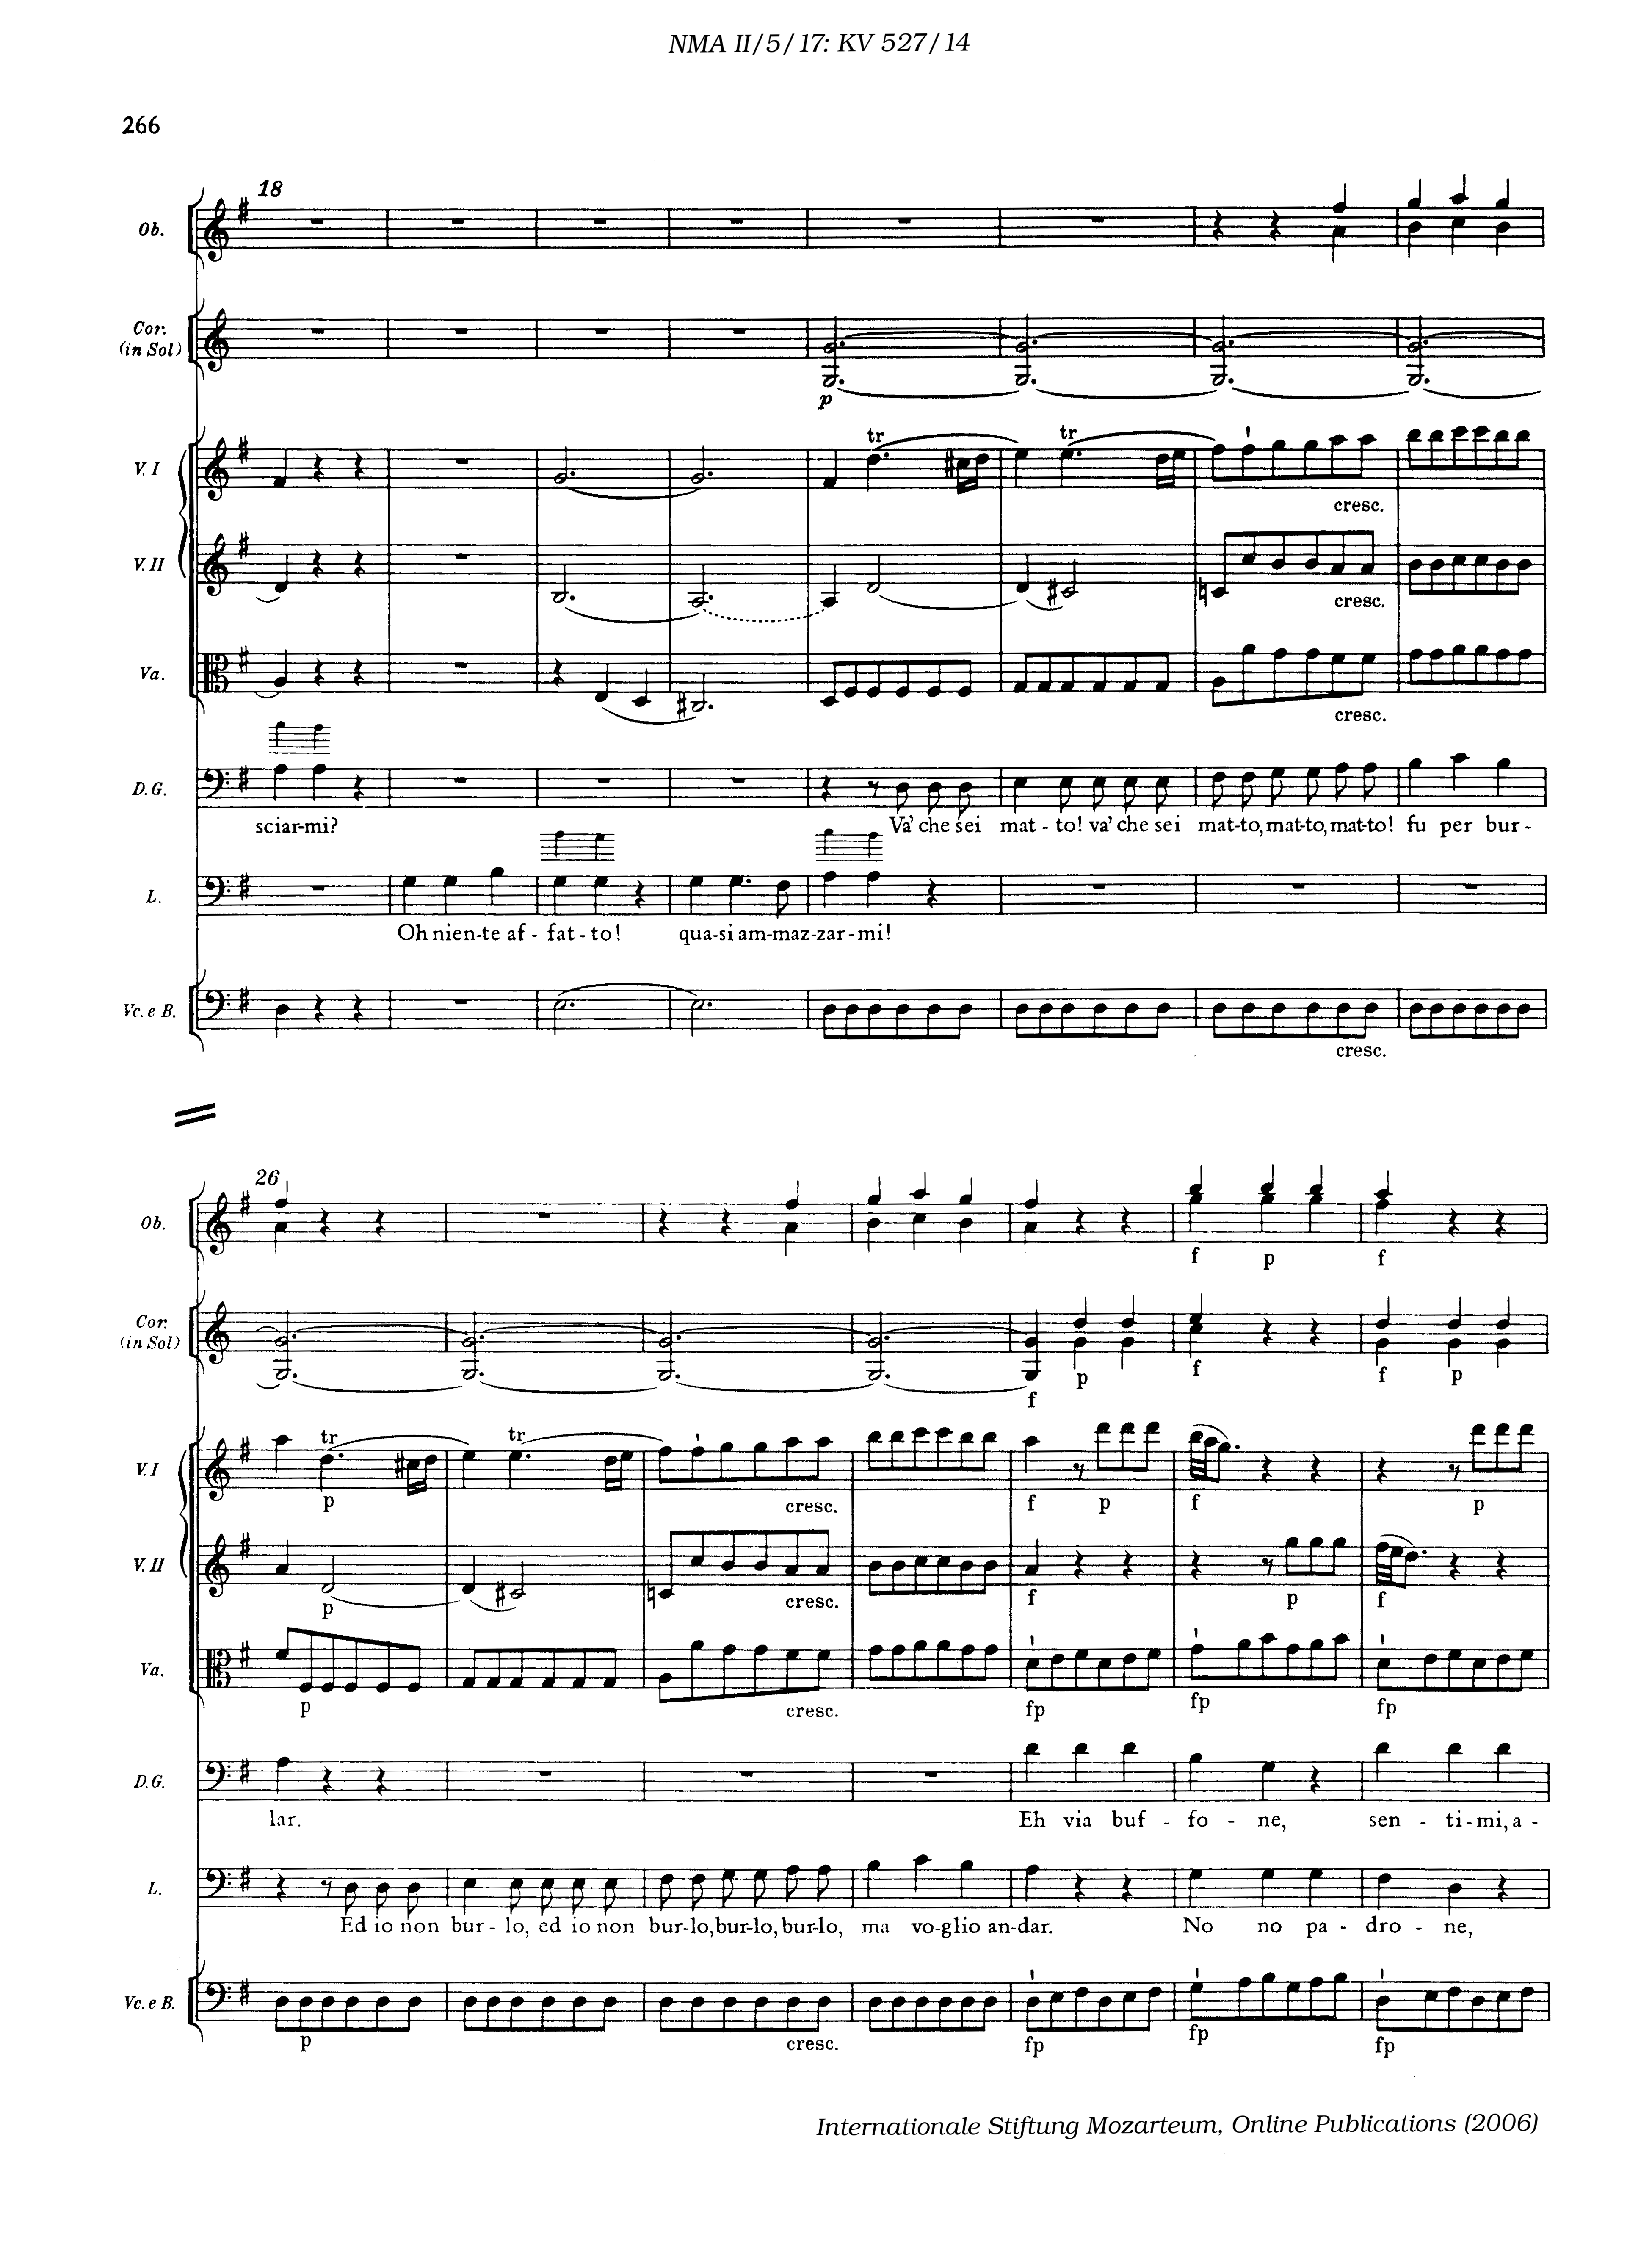 NMA II/5/17: KV 527/14
266
18
Ob.
Cor.
(in Sol)
p
tr tr
V. I
cresc.
V. II
cresc.
Va.
cresc.
D. G.
sciar-mi? Va' che sei mat - to! va' che sei mat-to, mat-to, mat-to! fu per bur -
L.
Oh nien-te af - fat - to! qua-si am-maz-zar-mi!
Vc. e B.
cresc.
26
Ob.
f p f
Cor.
(in Sol)
f p f f p
tr tr
V. I
p cresc. f p f p
V. II
p cresc. f p f
Va.
p cresc. fp fp fp
D. G.
lar. Eh via buf - fo - ne, sen - ti-mi, a -
L.
Ed io non bur - lo, ed io non bur-lo, bur-lo, bur-lo, ma vo-glio an-dar. No no pa - dro - ne,
Vc. e B.
p cresc. fp fp fp
Internationale Stiftung Mozarteum, Online Publications (2006)